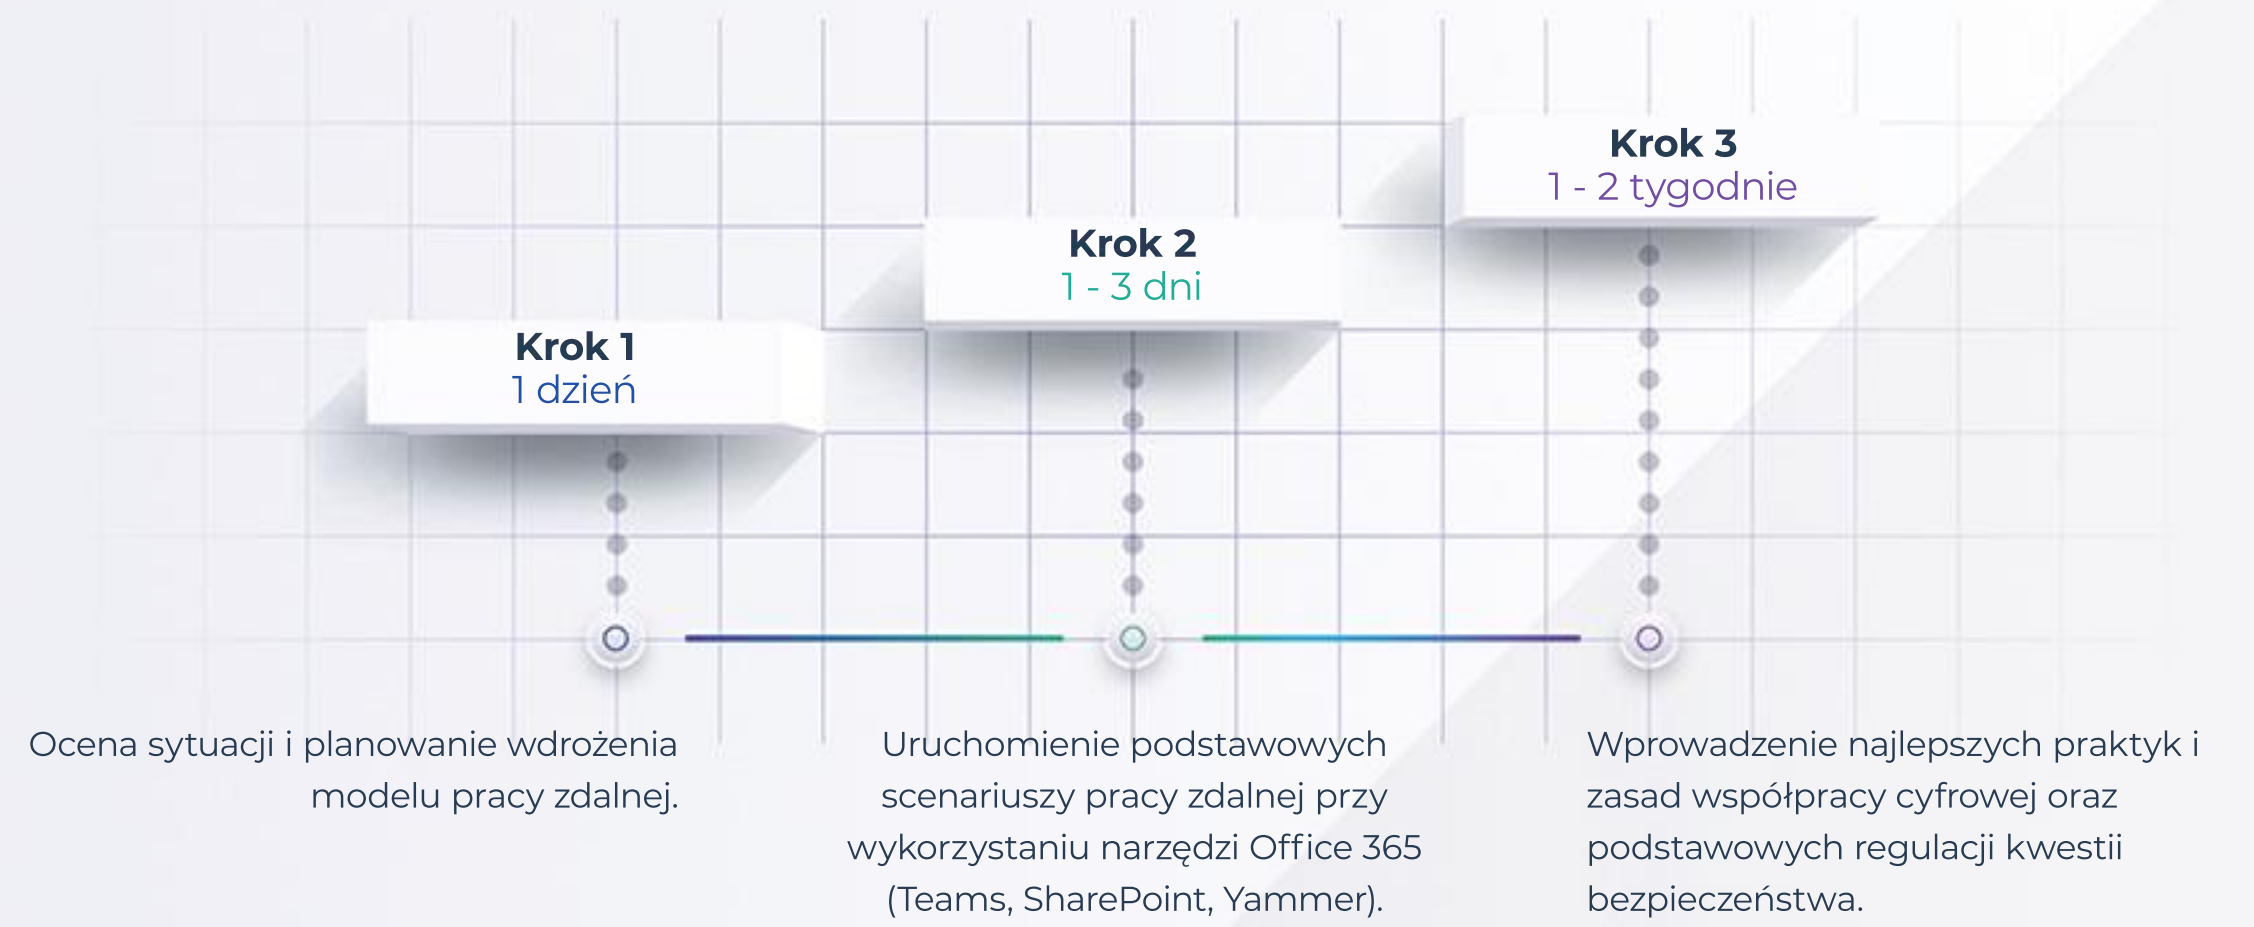 Krok 1
1 dzień
Krok 2
1 - 3 dni
Krok 3
1 - 2 tygodnie
Ocena sytuacji i planowanie wdrożenia
modelu pracy zdalnej.
Uruchomienie podstawowych
scenariuszy pracy zdalnej przy
wykorzystaniu narzędzi Office 365
(Teams, SharePoint, Yammer).
Wprowadzenie najlepszych praktyk i
zasad współpracy cyfrowej oraz
podstawowych regulacji kwestii
bezpieczeństwa.